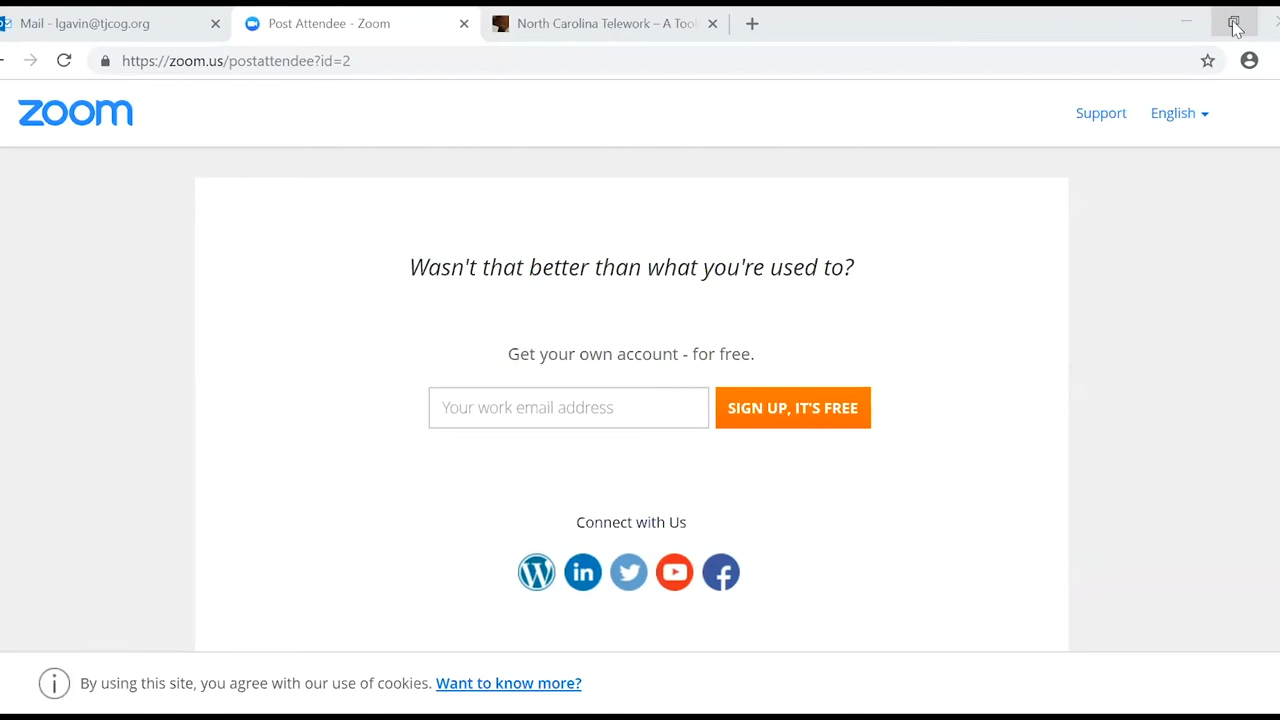 Mail - lgavin@tjcog.org
Post Attendee - Zoom
North Carolina Telework – A Tool
https://zoom.us/postattendee?id=2
zoom
Support
English
Wasn't that better than what you're used to?
Get your own account - for free.
Your work email address
SIGN UP, IT'S FREE
Connect with Us
By using this site, you agree with our use of cookies. Want to know more?